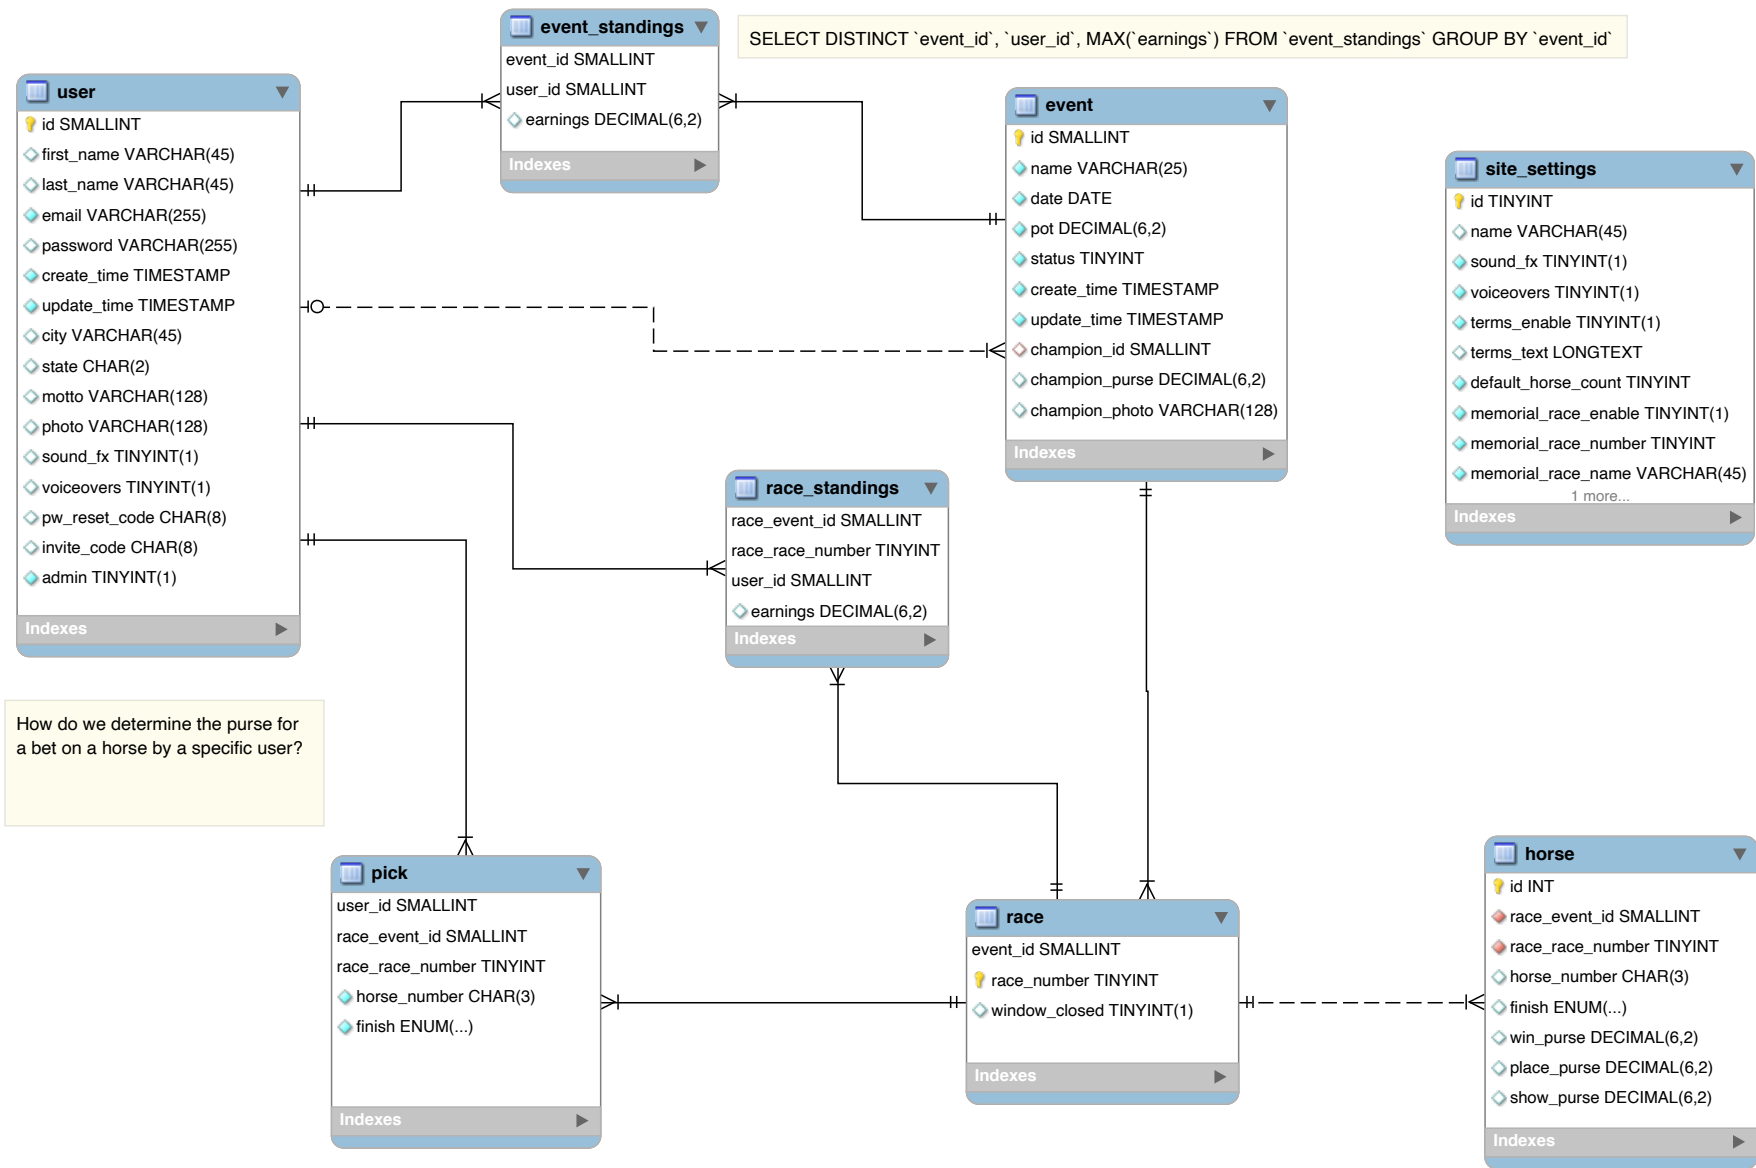 event_standings
event_id SMALLINT
user_id SMALLINT
earnings DECIMAL(6,2)
Indexes
SELECT DISTINCT `event_id`, `user_id`, MAX(`earnings`) FROM `event_standings` GROUP BY `event_id`
user
id SMALLINT
first_name VARCHAR(45)
last_name VARCHAR(45)
email VARCHAR(255)
password VARCHAR(255)
create_time TIMESTAMP
update_time TIMESTAMP
city VARCHAR(45)
state CHAR(2)
motto VARCHAR(128)
photo VARCHAR(128)
sound_fx TINYINT(1)
voiceovers TINYINT(1)
pw_reset_code CHAR(8)
invite_code CHAR(8)
admin TINYINT(1)
Indexes
event
id SMALLINT
name VARCHAR(25)
date DATE
pot DECIMAL(6,2)
status TINYINT
create_time TIMESTAMP
update_time TIMESTAMP
champion_id SMALLINT
champion_purse DECIMAL(6,2)
champion_photo VARCHAR(128)
Indexes
site_settings
id TINYINT
name VARCHAR(45)
sound_fx TINYINT(1)
voiceovers TINYINT(1)
terms_enable TINYINT(1)
terms_text LONGTEXT
default_horse_count TINYINT
memorial_race_enable TINYINT(1)
memorial_race_number TINYINT
memorial_race_name VARCHAR(45)
1 more...
Indexes
race_standings
race_event_id SMALLINT
race_race_number TINYINT
user_id SMALLINT
earnings DECIMAL(6,2)
Indexes
How do we determine the purse for
a bet on a horse by a specific user?
pick
user_id SMALLINT
race_event_id SMALLINT
race_race_number TINYINT
horse_number CHAR(3)
finish ENUM(...)
Indexes
race
event_id SMALLINT
race_number TINYINT
window_closed TINYINT(1)
Indexes
horse
id INT
race_event_id SMALLINT
race_race_number TINYINT
horse_number CHAR(3)
finish ENUM(...)
win_purse DECIMAL(6,2)
place_purse DECIMAL(6,2)
show_purse DECIMAL(6,2)
Indexes